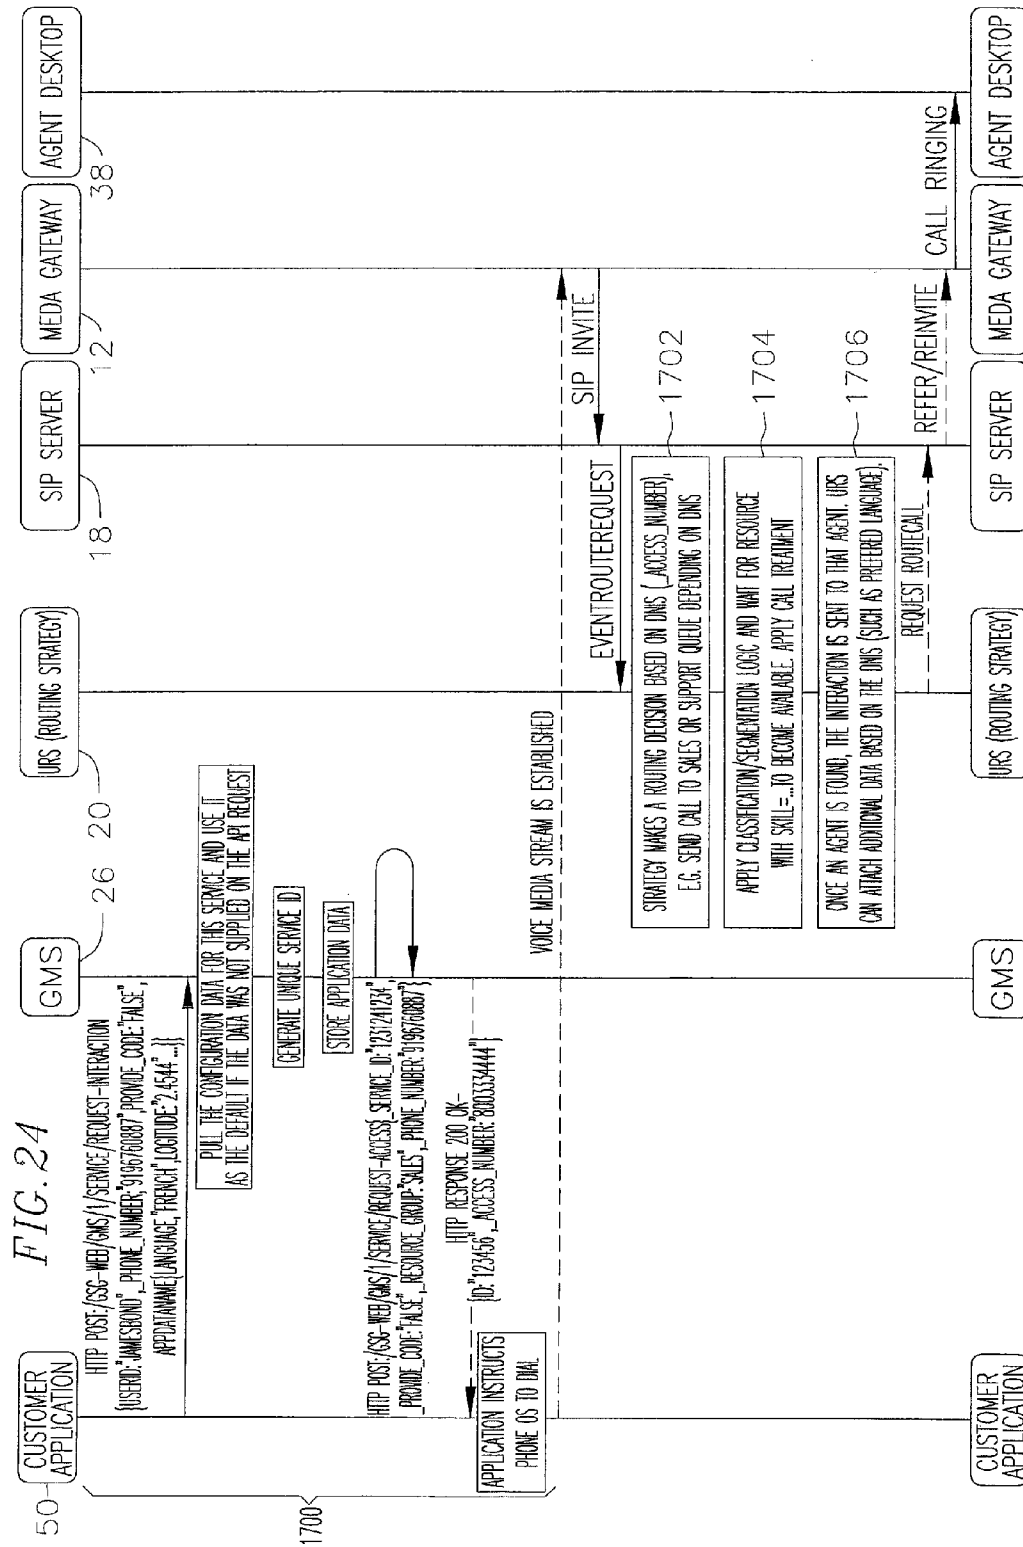 FIG. 24
50
CUSTOMER
APPLICATION
GMS
26
URS (ROUTING STRATEGY)
20
SIP SERVER
18
MEDA GATEWAY
12
AGENT DESKTOP
38
1700
HTTP POST:/GSG-WEB/GMS/1/SERVICE/REQUEST-INTERACTION
{USERID:"JAMESBOND",_PHONE_NUMBER;"9196760887",PROVIDE_CODE:"FALSE",
APPDATANAME{LANGUAGE,"FRENCH",LOGITUDE:"2.4544"...}}
PULL THE CONFIGURATION DATA FOR THIS SERVICE AND USE IT
AS THE DEFAULT IF THE DATA WAS NOT SUPPLIED ON THE API REQUEST
GENERATE UNIQUE SERVICE ID
STORE APPLICATION DATA
HTTP POST:/GSG-WEB/GMS/1/SERVICE/REQUEST-ACCESS{_SERVICE_ID:"1231241234",
_PROVIDE_CODE:"FALSE",_RESOURCE_GROUP:"SALES",_PHONE_NUMBER:"9196760887"}
HTTP RESPONSE 200 OK-
{ID:"123456",_ACCESS_NUMBER:"8003334444"}
APPLICATION INSTRUCTS
PHONE OS TO DIAL
VOICE MEDIA STREAM IS ESTABLISHED
SIP INVITE
EVENTROUTEREQUEST
STRATEGY MAKES A ROUTING DECISION BASED ON DNIS (_ACCESS_NUMBER),
E.G. SEND CALL TO SALES OR SUPPORT QUEUE DEPENDING ON DNIS
1702
APPLY CLASSIFICATION/SEGMENTATION LOGIC AND WAIT FOR RESOURCE
WITH SKILL=...TO BECOME AVAILABLE. APPLY CALL TREATMENT
1704
ONCE AN AGENT IS FOUND, THE INTERACTION IS SENT TO THAT AGENT. URS
CAN ATTACH ADDITIONAL DATA BASED ON THE DNIS (SUCH AS PREFERED LANGUAGE).
1706
REQUEST ROUTECALL
REFER/REINVITE
CALL RINGING
CUSTOMER
APPLICATION
GMS
URS (ROUTING STRATEGY)
SIP SERVER
MEDA GATEWAY
AGENT DESKTOP